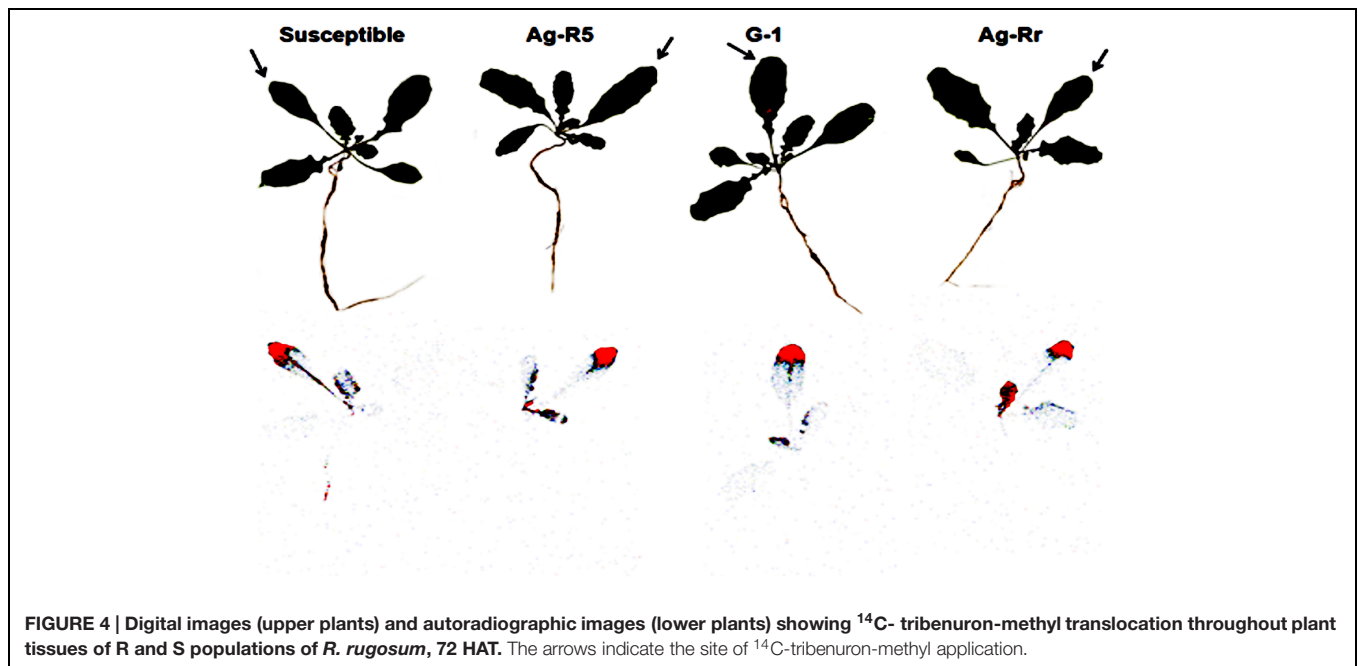 Susceptible Ag-R5 G-1 Ag-Rr
FIGURE 4 | Digital images (upper plants) and autoradiographic images (lower plants) showing ¹⁴C- tribenuron-methyl translocation throughout plant
tissues of R and S populations of R. rugosum, 72 HAT. The arrows indicate the site of ¹⁴C-tribenuron-methyl application.